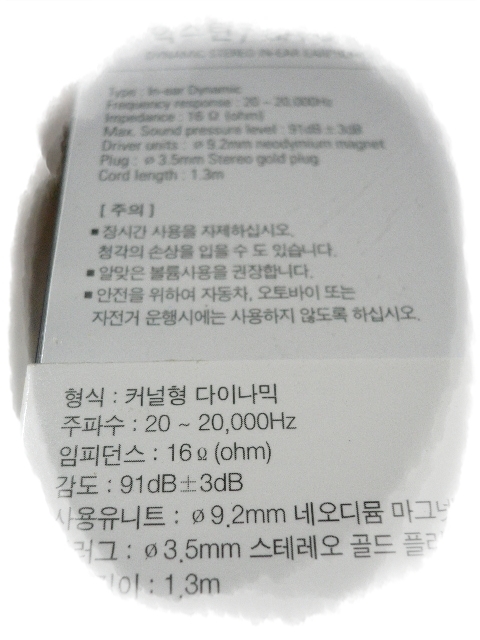 DYNAMIC STEREO IN-EAR
Type : In-ear Dynamic
Frequency response : 20 - 20,000Hz
Impedance : 16 Ω (ohm)
Max. Sound pressure level : 91dB ± 3dB
Driver units : ø 9.2mm neodymium magnet
Plug : ø 3.5mm Stereo gold plug
Cord length : 1.3m
[ 주의 ]
■ 장시간 사용을 자제하십시오.
청각의 손상을 입을 수 도 있습니다.
■ 알맞은 볼륨사용을 권장합니다.
■ 안전을 위하여 자동차, 오토바이 또는
자전거 운행시에는 사용하지 않도록 하십시오.
형식 : 커널형 다이나믹
주파수 : 20 ~ 20,000Hz
임피던스 : 16 Ω (ohm)
감도 : 91dB±3dB
사용유니트 : ø 9.2mm 네오디뮴 마그넷
러그 : ø 3.5mm 스테레오 골드 플
이 : 1.3m